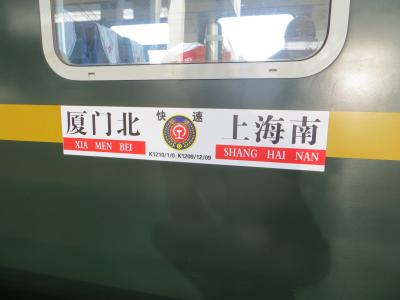 厦门北 快速 上海南
XIA MEN BEI SHANG HAI NAN
K1210/1/0 K1209/12/09